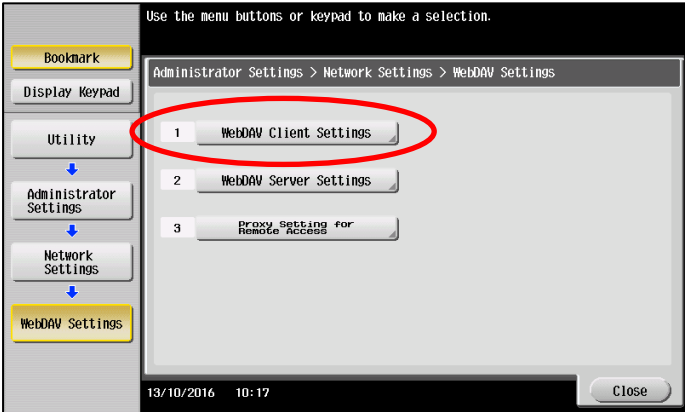 Use the menu buttons or keypad to make a selection.
Bookmark
Display Keypad
Utility
Administrator
Settings
Network
Settings
WebDAV Settings
Administrator Settings > Network Settings > WebDAV Settings
1 WebDAV Client Settings
2 WebDAV Server Settings
3 Proxy Setting for
Remote Access
13/10/2016 10:17
Close